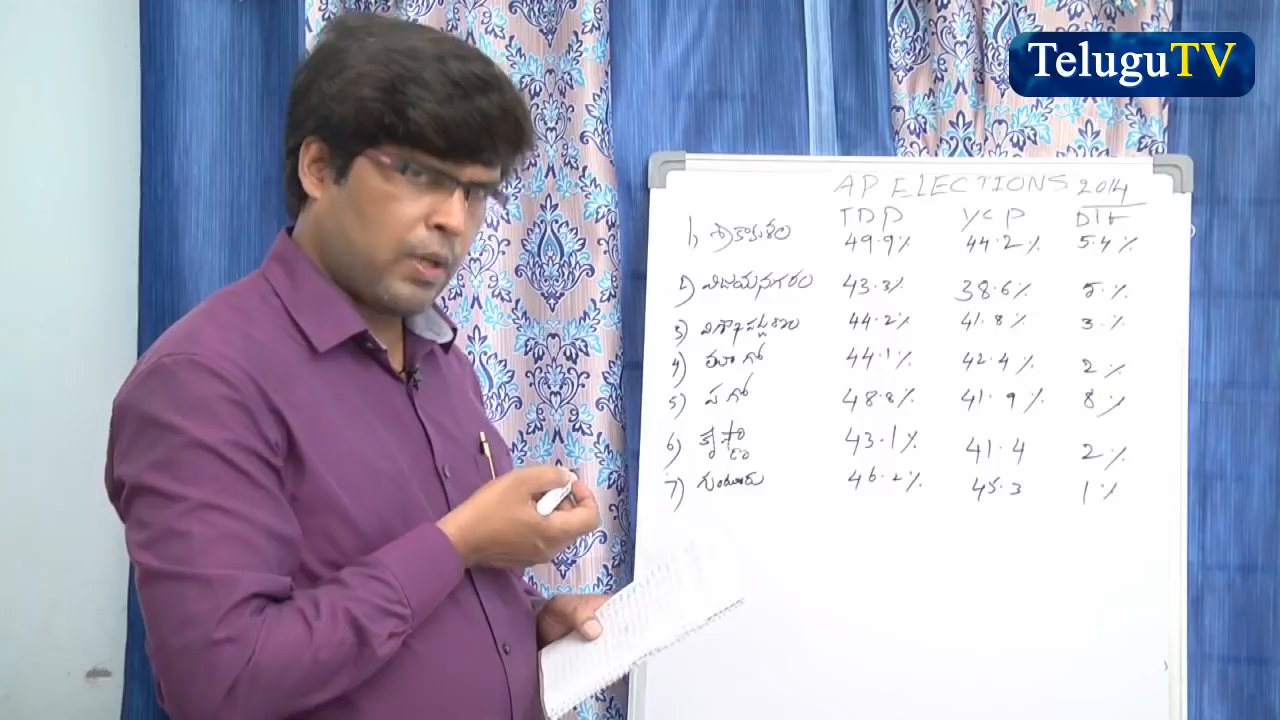 TeluguTV
AP ELECTIONS 2014
TDP YCP Dif
1) శ్రీకాకుళం 49.9% 44.2% 5.4%
2) విజయనగరం 43.3% 38.6% 5.%
3) విశాఖపట్టణం 44.2% 41.8% 3.%
4) తూ గో 44.1% 42.4% 2%
5) ప గో 48.8% 41.9% 8%
6) కృష్ణా 43.1% 41.4 2%
7) గుంటూరు 46.2% 45.3 1%